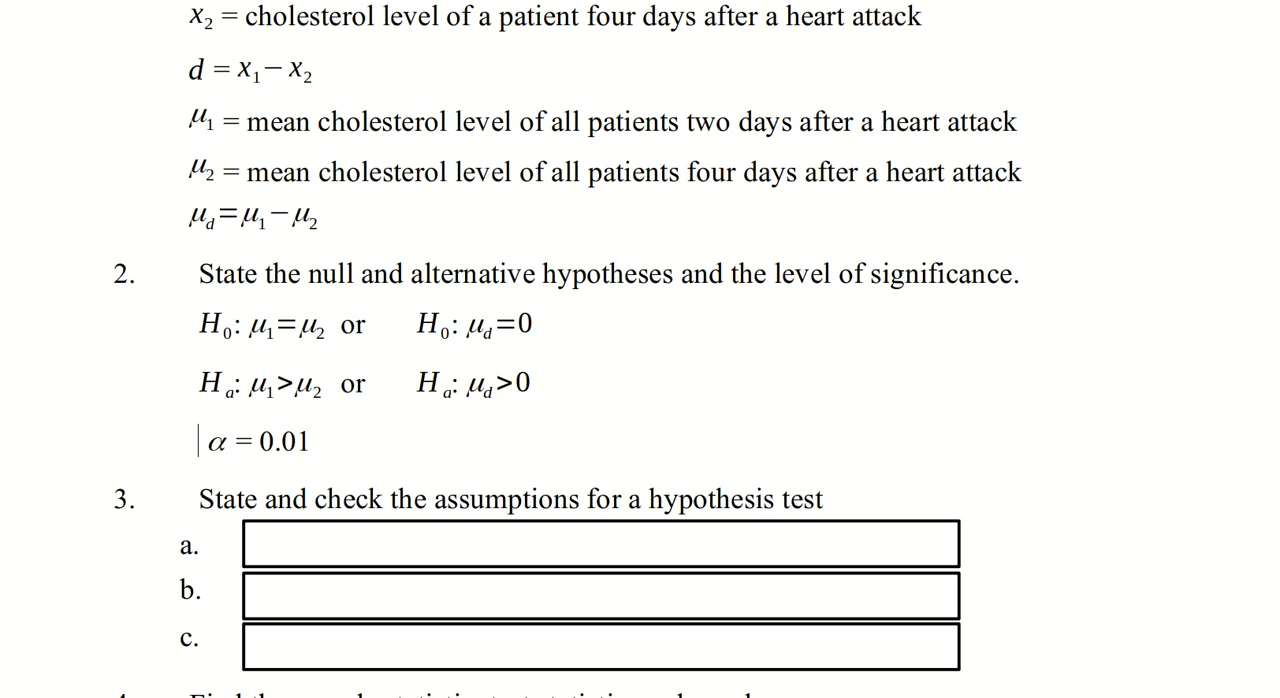 x₂ = cholesterol level of a patient four days after a heart attack
d = x₁ − x₂
μ₁ = mean cholesterol level of all patients two days after a heart attack
μ₂ = mean cholesterol level of all patients four days after a heart attack
μ_d = μ₁ − μ₂
2. State the null and alternative hypotheses and the level of significance.
H₀: μ₁=μ₂ or H₀: μ_d=0
Hₐ: μ₁>μ₂ or Hₐ: μ_d>0
α = 0.01
3. State and check the assumptions for a hypothesis test
a.
b.
c.